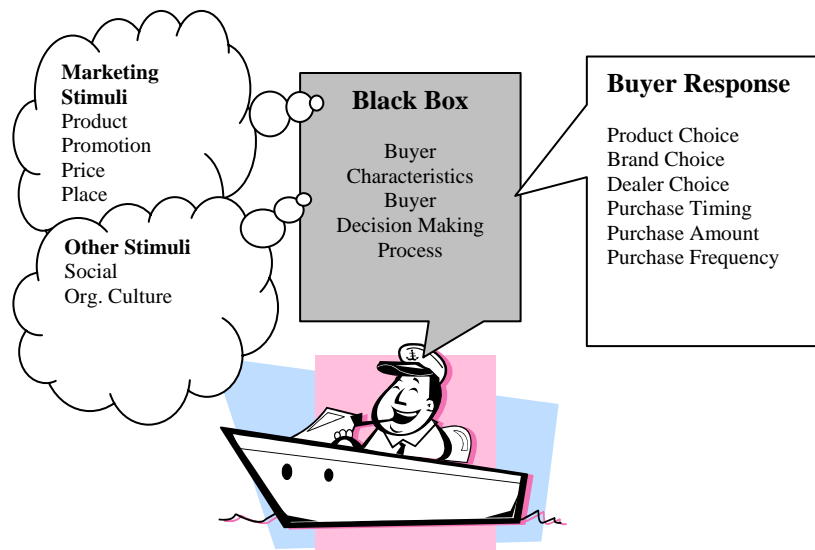 Marketing
Stimuli
Product
Promotion
Price
Place
Other Stimuli
Social
Org. Culture
Black Box
Buyer
Characteristics
Buyer
Decision Making
Process
Buyer Response
Product Choice
Brand Choice
Dealer Choice
Purchase Timing
Purchase Amount
Purchase Frequency